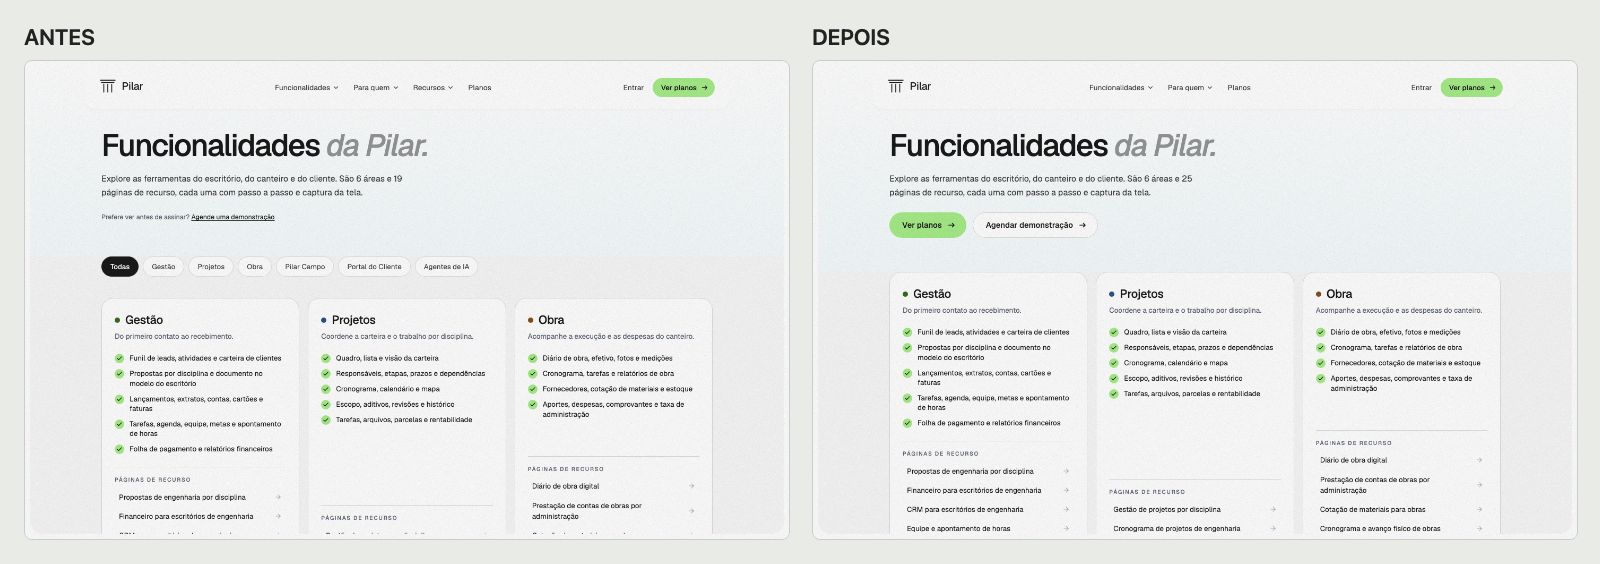 ANTES
Pilar
Funcionalidades
Para quem
Recursos
Planos
Entrar
Ver planos →
Funcionalidades da Pilar.
Explore as ferramentas do escritório, do canteiro e do cliente. São 6 áreas e 19
páginas de recurso, cada uma com passo a passo e captura da tela.
Prefere ver antes de assinar? Agende uma demonstração
Todas
Gestão
Projetos
Obra
Pilar Campo
Portal do Cliente
Agentes de IA
Gestão
Do primeiro contato ao recebimento.
Funil de leads, atividades e carteira de clientes
Propostas por disciplina e documento no
modelo do escritório
Lançamentos, extratos, contas, cartões e
faturas
Tarefas, agenda, equipe, metas e apontamento
de horas
Folha de pagamento e relatórios financeiros
PÁGINAS DE RECURSO
Propostas de engenharia por disciplina →
Financeiro para escritórios de engenharia →
Projetos
Coordene a carteira e o trabalho por disciplina.
Quadro, lista e visão da carteira
Responsáveis, etapas, prazos e dependências
Cronograma, calendário e mapa
Escopo, aditivos, revisões e histórico
Tarefas, arquivos, parcelas e rentabilidade
PÁGINAS DE RECURSO
Obra
Acompanhe a execução e as despesas do canteiro.
Diário de obra, efetivo, fotos e medições
Cronograma, tarefas e relatórios de obra
Fornecedores, cotação de materiais e estoque
Aportes, despesas, comprovantes e taxa de
administração
PÁGINAS DE RECURSO
Diário de obra digital →
Prestação de contas de obras por
administração →
DEPOIS
Pilar
Funcionalidades
Para quem
Planos
Entrar
Ver planos →
Funcionalidades da Pilar.
Explore as ferramentas do escritório, do canteiro e do cliente. São 6 áreas e 25
páginas de recurso, cada uma com passo a passo e captura da tela.
Ver planos →
Agendar demonstração →
Gestão
Do primeiro contato ao recebimento.
Funil de leads, atividades e carteira de clientes
Propostas por disciplina e documento no
modelo do escritório
Lançamentos, extratos, contas, cartões e
faturas
Tarefas, agenda, equipe, metas e apontamento
de horas
Folha de pagamento e relatórios financeiros
PÁGINAS DE RECURSO
Propostas de engenharia por disciplina →
Financeiro para escritórios de engenharia →
CRM para escritórios de engenharia →
Equipe e apontamento de horas →
Projetos
Coordene a carteira e o trabalho por disciplina.
Quadro, lista e visão da carteira
Responsáveis, etapas, prazos e dependências
Cronograma, calendário e mapa
Escopo, aditivos, revisões e histórico
Tarefas, arquivos, parcelas e rentabilidade
PÁGINAS DE RECURSO
Gestão de projetos por disciplina →
Cronograma de projetos de engenharia →
Obra
Acompanhe a execução e as despesas do canteiro.
Diário de obra, efetivo, fotos e medições
Cronograma, tarefas e relatórios de obra
Fornecedores, cotação de materiais e estoque
Aportes, despesas, comprovantes e taxa de
administração
PÁGINAS DE RECURSO
Diário de obra digital →
Prestação de contas de obras por
administração →
Cotação de materiais para obras →
Cronograma e avanço físico de obras →